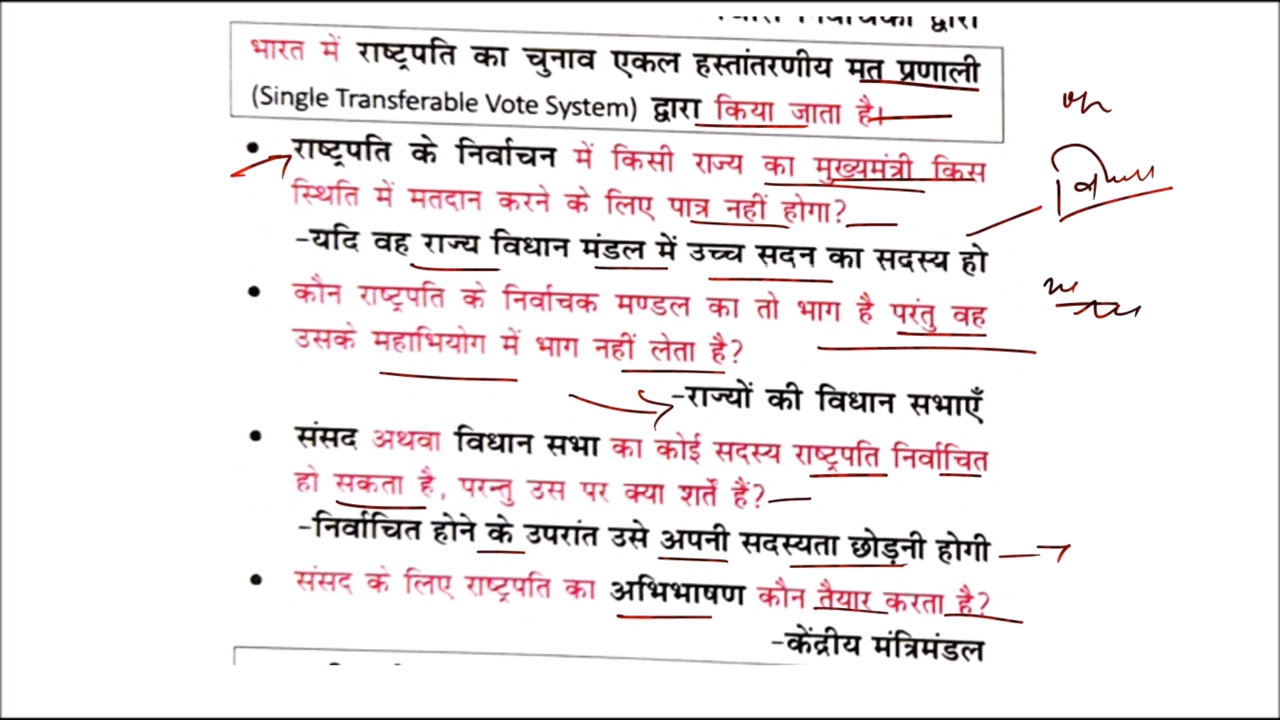 द्वारा
भारत में राष्ट्रपति का चुनाव एकल हस्तांतरणीय मत प्रणाली
(Single Transferable Vote System) द्वारा किया जाता है।
• राष्ट्रपति के निर्वाचन में किसी राज्य का मुख्यमंत्री किस
स्थिति में मतदान करने के लिए पात्र नहीं होगा?
-यदि वह राज्य विधान मंडल में उच्च सदन का सदस्य हो
• कौन राष्ट्रपति के निर्वाचक मण्डल का तो भाग है परंतु वह
उसके महाभियोग में भाग नहीं लेता है?
-राज्यों की विधान सभाएँ
• संसद अथवा विधान सभा का कोई सदस्य राष्ट्रपति निर्वाचित
हो सकता है, परन्तु उस पर क्या शर्तें हैं?
-निर्वाचित होने के उपरांत उसे अपनी सदस्यता छोड़नी होगी
• संसद के लिए राष्ट्रपति का अभिभाषण कौन तैयार करता है?
-केंद्रीय मंत्रिमंडल